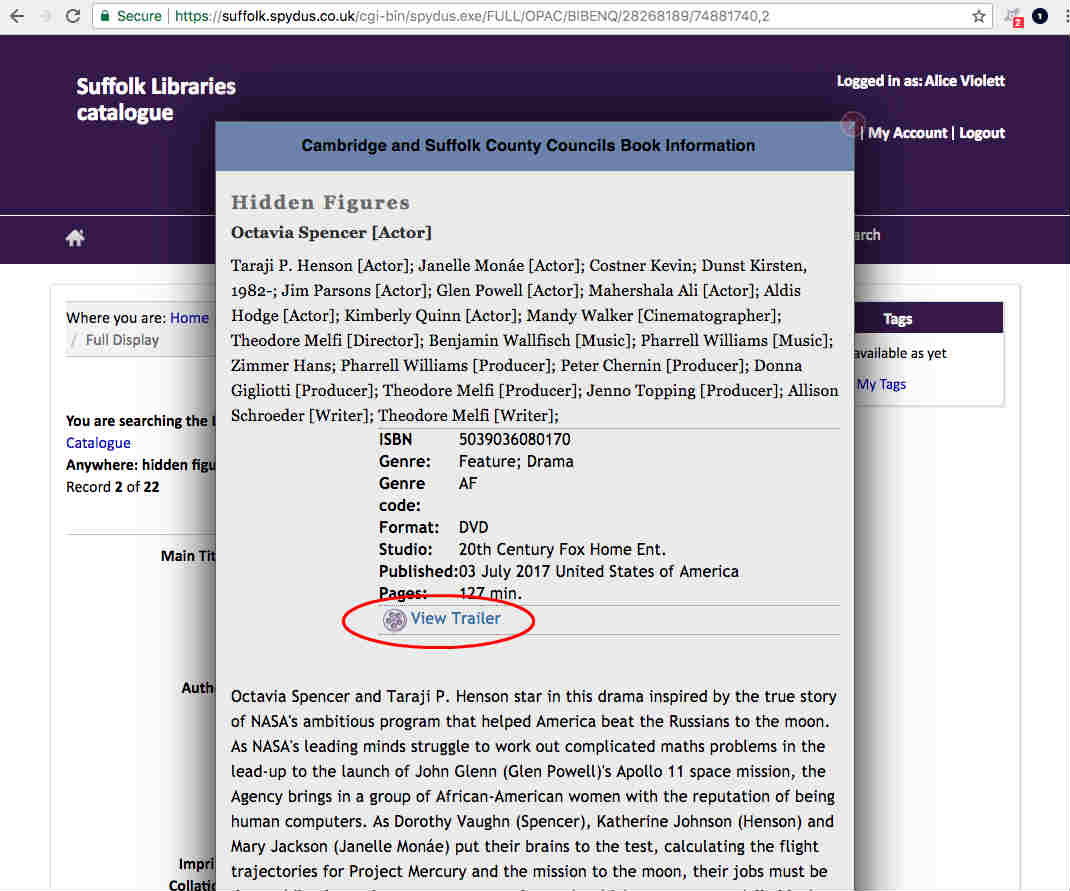 Secure https://suffolk.spydus.co.uk/cgi-bin/spydus.exe/FULL/OPAC/BIBENQ/28268189/74881740,2
2
1
Suffolk Libraries
catalogue
Logged in as: Alice Violett
| My Account | Logout
arch
Where you are: Home
/ Full Display
You are searching the
Catalogue
Anywhere: hidden figu
Record 2 of 22
Main Tit
Autho
Impri
Collatio
Tags
available as yet
My Tags
Cambridge and Suffolk County Councils Book Information
Hidden Figures
Octavia Spencer [Actor]
Taraji P. Henson [Actor]; Janelle Monáe [Actor]; Costner Kevin; Dunst Kirsten,
1982-; Jim Parsons [Actor]; Glen Powell [Actor]; Mahershala Ali [Actor]; Aldis
Hodge [Actor]; Kimberly Quinn [Actor]; Mandy Walker [Cinematographer];
Theodore Melfi [Director]; Benjamin Wallfisch [Music]; Pharrell Williams [Music];
Zimmer Hans; Pharrell Williams [Producer]; Peter Chernin [Producer]; Donna
Gigliotti [Producer]; Theodore Melfi [Producer]; Jenno Topping [Producer]; Allison
Schroeder [Writer]; Theodore Melfi [Writer];
ISBN 5039036080170
Genre: Feature; Drama
Genre AF
code:
Format: DVD
Studio: 20th Century Fox Home Ent.
Published:03 July 2017 United States of America
Pages: 127 min.
View Trailer
Octavia Spencer and Taraji P. Henson star in this drama inspired by the true story
of NASA's ambitious program that helped America beat the Russians to the moon.
As NASA's leading minds struggle to work out complicated maths problems in the
lead-up to the launch of John Glenn (Glen Powell)'s Apollo 11 space mission, the
Agency brings in a group of African-American women with the reputation of being
human computers. As Dorothy Vaughn (Spencer), Katherine Johnson (Henson) and
Mary Jackson (Janelle Monáe) put their brains to the test, calculating the flight
trajectories for Project Mercury and the mission to the moon, their jobs must be